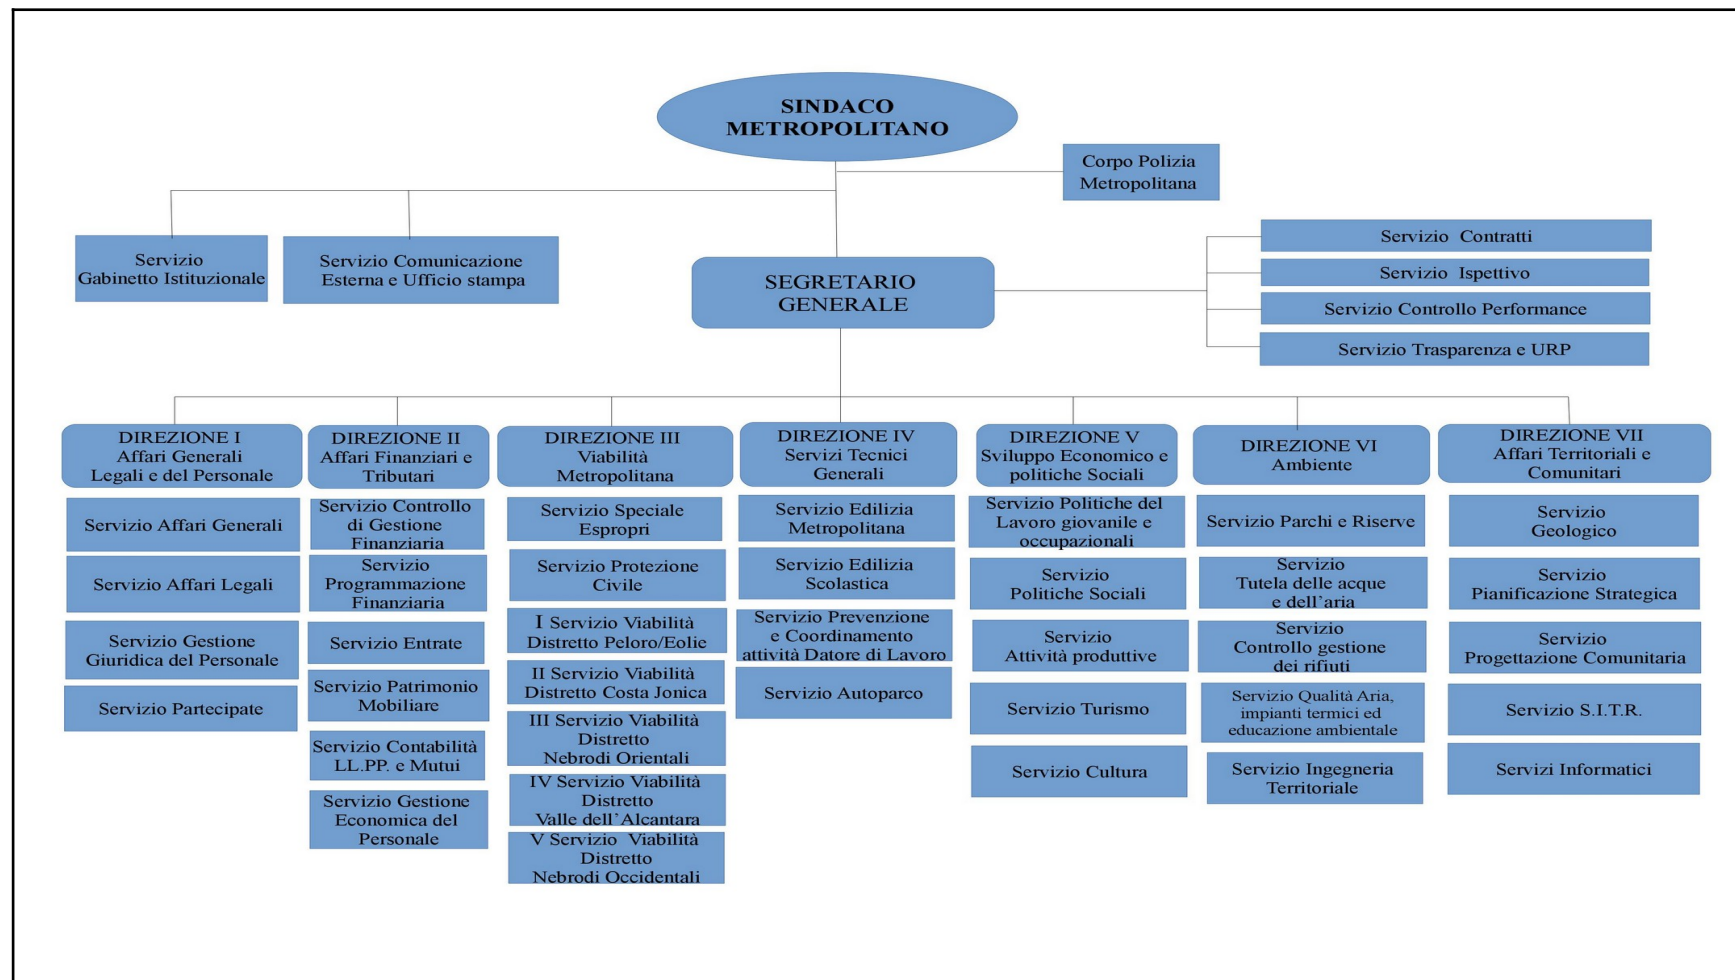 SINDACO
METROPOLITANO
Corpo Polizia
Metropolitana
Servizio
Gabinetto Istituzionale
Servizio Comunicazione
Esterna e Ufficio stampa
SEGRETARIO
GENERALE
Servizio Contratti
Servizio Ispettivo
Servizio Controllo Performance
Servizio Trasparenza e URP
DIREZIONE I
Affari Generali
Legali e del Personale
Servizio Affari Generali
Servizio Affari Legali
Servizio Gestione
Giuridica del Personale
Servizio Partecipate
DIREZIONE II
Affari Finanziari e
Tributari
Servizio Controllo
di Gestione
Finanziaria
Servizio
Programmazione
Finanziaria
Servizio Entrate
Servizio Patrimonio
Mobiliare
Servizio Contabilità
LL.PP. e Mutui
Servizio Gestione
Economica del
Personale
DIREZIONE III
Viabilità
Metropolitana
Servizio Speciale
Espropri
Servizio Protezione
Civile
I Servizio Viabilità
Distretto Peloro/Eolie
II Servizio Viabilità
Distretto Costa Jonica
III Servizio Viabilità
Distretto
Nebrodi Orientali
IV Servizio Viabilità
Distretto
Valle dell’Alcantara
V Servizio Viabilità
Distretto
Nebrodi Occidentali
DIREZIONE IV
Servizi Tecnici
Generali
Servizio Edilizia
Metropolitana
Servizio Edilizia
Scolastica
Servizio Prevenzione
e Coordinamento
attività Datore di Lavoro
Servizio Autoparco
DIREZIONE V
Sviluppo Economico e
politiche Sociali
Servizio Politiche del
Lavoro giovanile e
occupazionali
Servizio
Politiche Sociali
Servizio
Attività produttive
Servizio Turismo
Servizio Cultura
DIREZIONE VI
Ambiente
Servizio Parchi e Riserve
Servizio
Tutela delle acque
e dell’aria
Servizio
Controllo gestione
dei rifiuti
Servizio Qualità Aria,
impianti termici ed
educazione ambientale
Servizio Ingegneria
Territoriale
DIREZIONE VII
Affari Territoriali e
Comunitari
Servizio
Geologico
Servizio
Pianificazione Strategica
Servizio
Progettazione Comunitaria
Servizio S.I.T.R.
Servizi Informatici